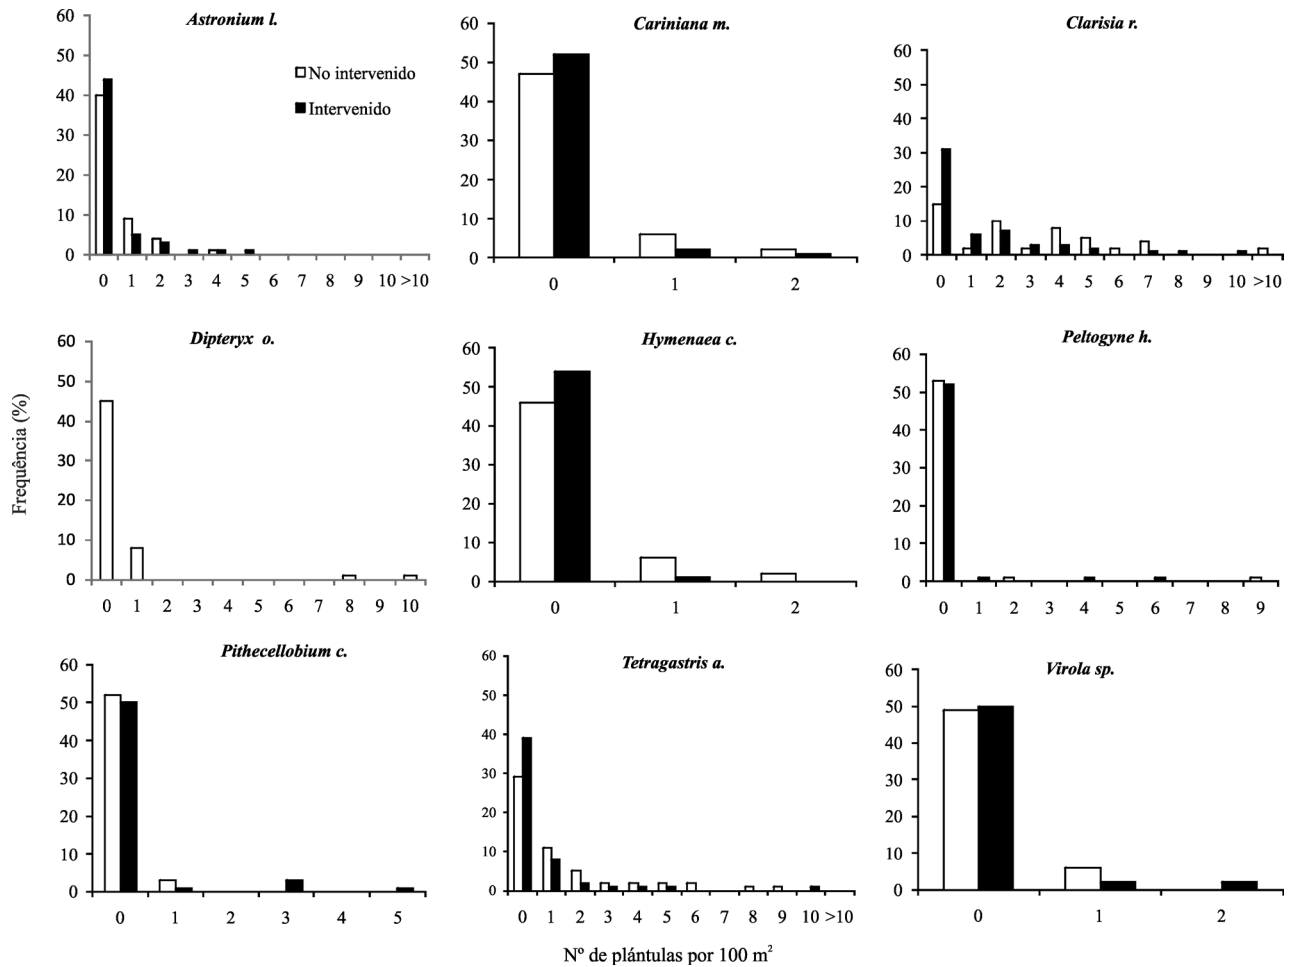 Astronium l.
60
50
40
30
20
10
0
0 1 2 3 4 5 6 7 8 9 10 >10
No intervenido
Intervenido
Cariniana m.
60
50
40
30
20
10
0
0 1 2
Clarisia r.
60
50
40
30
20
10
0
0 1 2 3 4 5 6 7 8 9 10 >10
Frequência (%)
Dipteryx o.
60
50
40
30
20
10
0
0 1 2 3 4 5 6 7 8 9 10
Hymenaea c.
60
50
40
30
20
10
0
0 1 2
Peltogyne h.
60
50
40
30
20
10
0
0 1 2 3 4 5 6 7 8 9
Pithecellobium c.
60
50
40
30
20
10
0
0 1 2 3 4 5
Tetragastris a.
60
50
40
30
20
10
0
0 1 2 3 4 5 6 7 8 9 10 >10
Virola sp.
60
50
40
30
20
10
0
0 1 2
Nº de plántulas por 100 m²